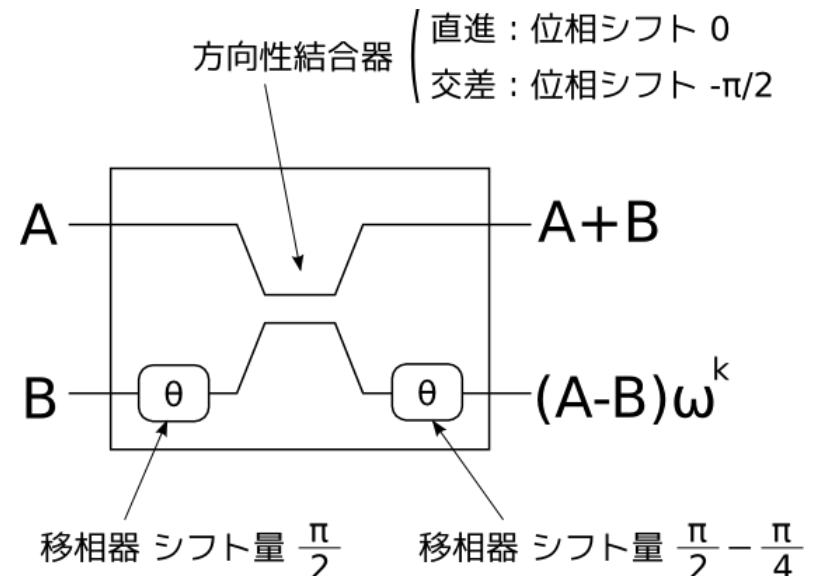 方向性結合器
直進：位相シフト 0
交差：位相シフト -π/2
A
A+B
B
θ
θ
(A-B)ω^k
移相器 シフト量 π/2
移相器 シフト量 π/2 − π/4